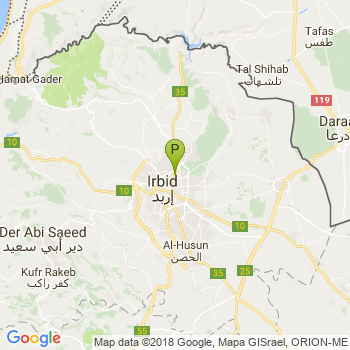 Tafas
طفس
Tal Shihab
تلشهاب
Hamat Gader
35
119
Daraa
درعا
10
P
10
Irbid
إربد
10
Der Abi Saeed
دير أبي سعيد
Al-Husun
الحصن
Kufr Rakeb
كفر راكب
35
25
55
Google
Map data ©2018 Google, Mapa GISrael, ORION-ME